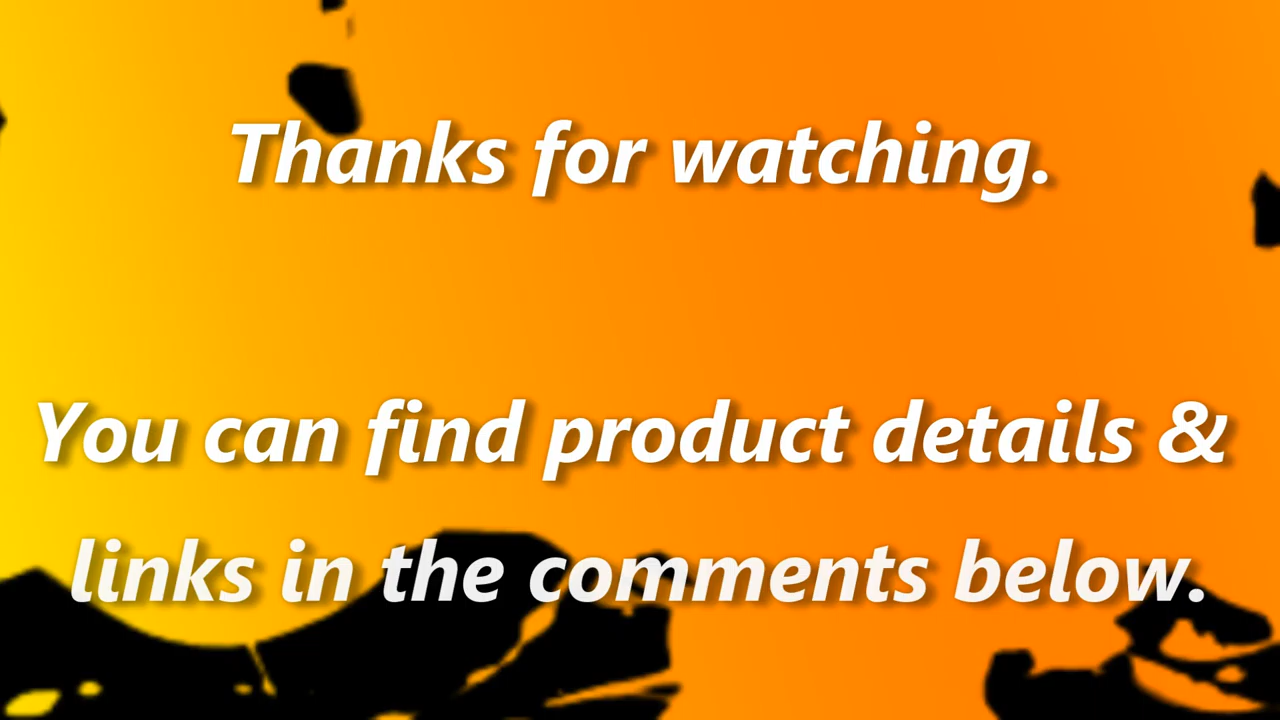 Thanks for watching.
You can find product details &
links in the comments below.